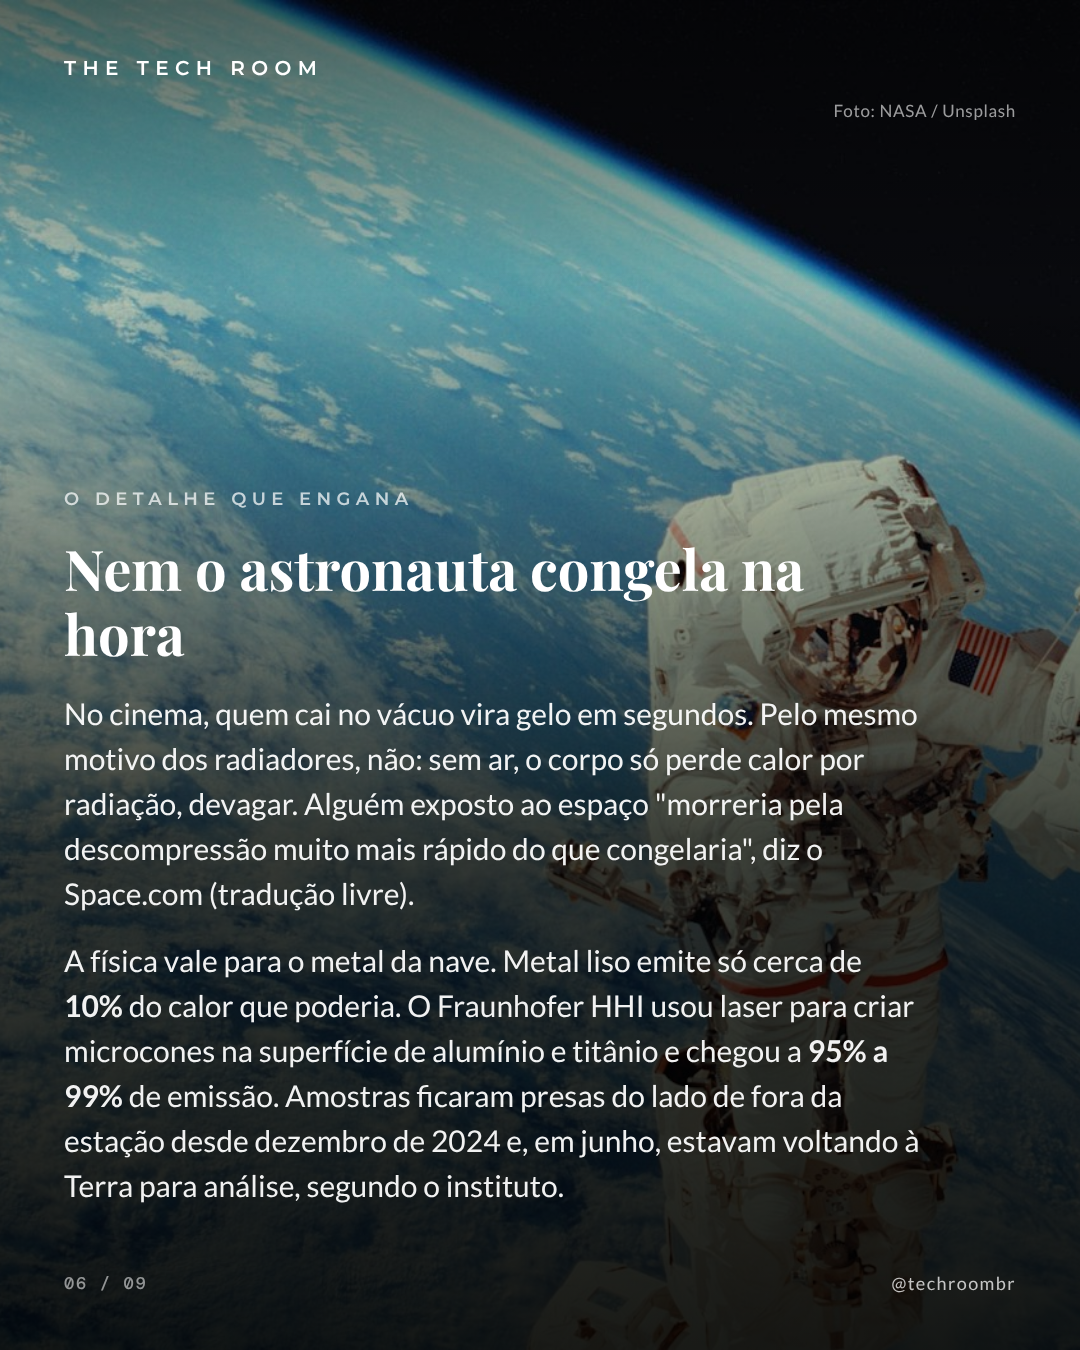 THE TECH ROOM
Foto: NASA / Unsplash
O DETALHE QUE ENGANA
Nem o astronauta congela na
hora
No cinema, quem cai no vácuo vira gelo em segundos. Pelo mesmo
motivo dos radiadores, não: sem ar, o corpo só perde calor por
radiação, devagar. Alguém exposto ao espaço "morreria pela
descompressão muito mais rápido do que congelaria", diz o
Space.com (tradução livre).
A física vale para o metal da nave. Metal liso emite só cerca de
10% do calor que poderia. O Fraunhofer HHI usou laser para criar
microcones na superfície de alumínio e titânio e chegou a 95% a
99% de emissão. Amostras ficaram presas do lado de fora da
estação desde dezembro de 2024 e, em junho, estavam voltando à
Terra para análise, segundo o instituto.
06 / 09
@techroombr